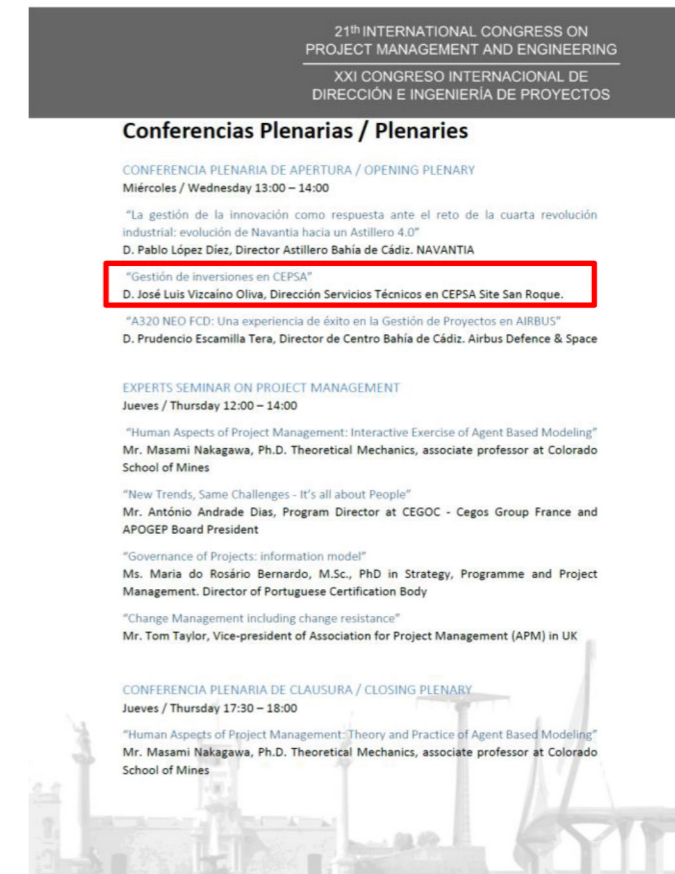 21th INTERNATIONAL CONGRESS ON
PROJECT MANAGEMENT AND ENGINEERING
XXI CONGRESO INTERNACIONAL DE
DIRECCIÓN E INGENIERÍA DE PROYECTOS
Conferencias Plenarias / Plenaries
CONFERENCIA PLENARIA DE APERTURA / OPENING PLENARY
Miércoles / Wednesday 13:00 – 14:00
“La gestión de la innovación como respuesta ante el reto de la cuarta revolución
industrial: evolución de Navantia hacia un Astillero 4.0”
D. Pablo López Díez, Director Astillero Bahía de Cádiz. NAVANTIA
“Gestión de inversiones en CEPSA”
D. José Luis Vizcaíno Oliva, Dirección Servicios Técnicos en CEPSA Site San Roque.
“A320 NEO FCD: Una experiencia de éxito en la Gestión de Proyectos en AIRBUS”
D. Prudencio Escamilla Tera, Director de Centro Bahía de Cádiz. Airbus Defence & Space
EXPERTS SEMINAR ON PROJECT MANAGEMENT
Jueves / Thursday 12:00 – 14:00
“Human Aspects of Project Management: Interactive Exercise of Agent Based Modeling”
Mr. Masami Nakagawa, Ph.D. Theoretical Mechanics, associate professor at Colorado
School of Mines
“New Trends, Same Challenges - It’s all about People”
Mr. António Andrade Dias, Program Director at CEGOC - Cegos Group France and
APOGEP Board President
“Governance of Projects: information model”
Ms. Maria do Rosário Bernardo, M.Sc., PhD in Strategy, Programme and Project
Management. Director of Portuguese Certification Body
“Change Management including change resistance”
Mr. Tom Taylor, Vice-president of Association for Project Management (APM) in UK
CONFERENCIA PLENARIA DE CLAUSURA / CLOSING PLENARY
Jueves / Thursday 17:30 – 18:00
“Human Aspects of Project Management: Theory and Practice of Agent Based Modeling”
Mr. Masami Nakagawa, Ph.D. Theoretical Mechanics, associate professor at Colorado
School of Mines